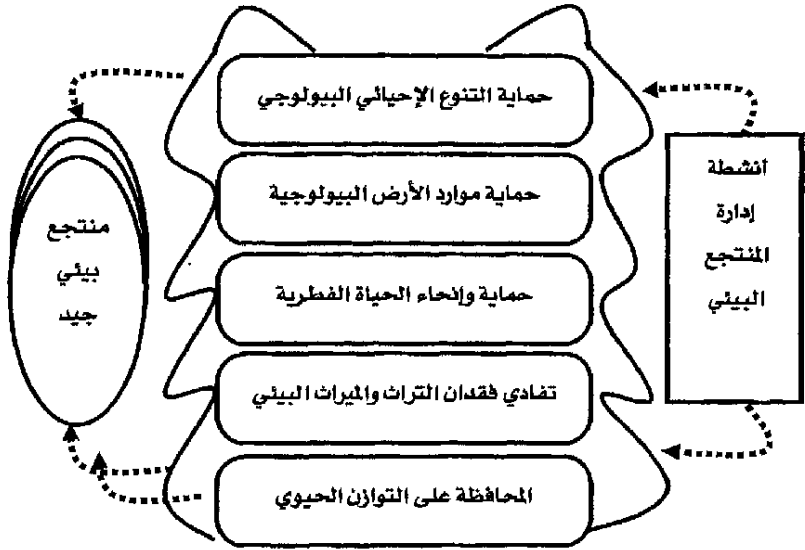 حماية التنوع الإحيائي البيولوجي
حماية موارد الأرض البيولوجية
حماية وإنحاء الحياة الفطرية
تفادي فقدان التراث والميراث البيئي
المحافظة على التوازن الحيوي
أنشطة
إدارة
المنتجع
البيئي
منتجع
بيئي
جيد